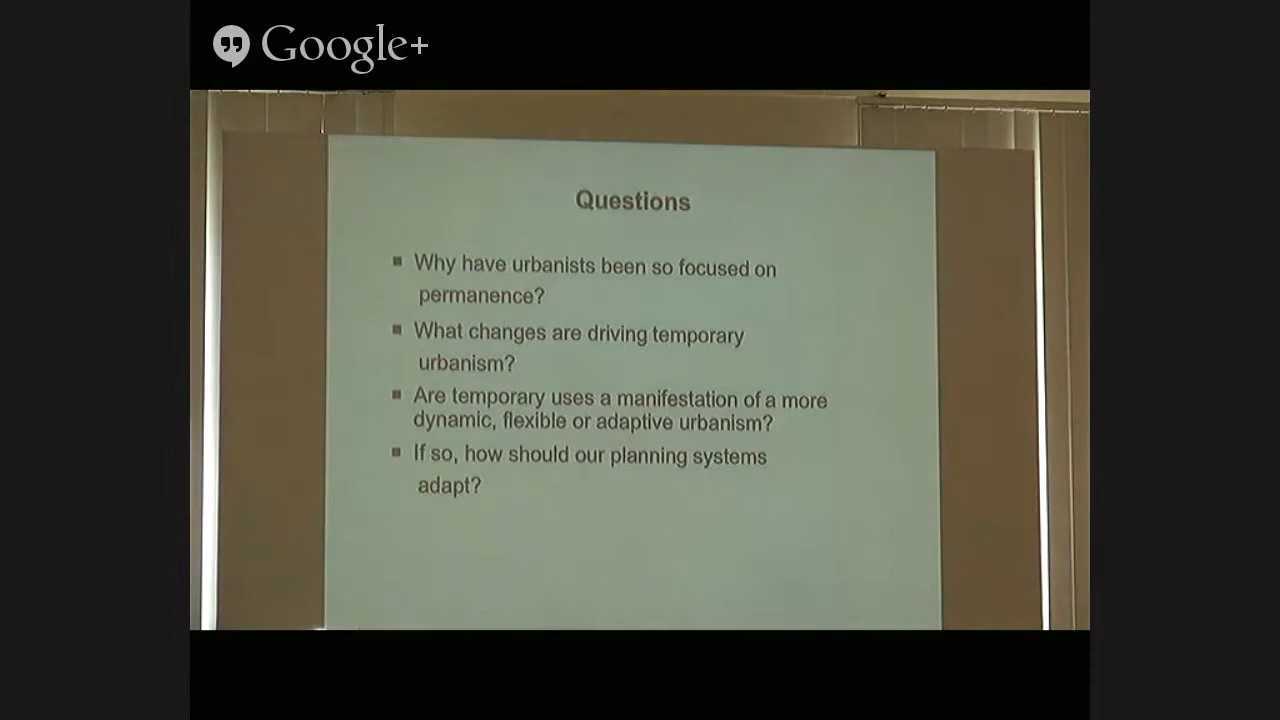 Google+
Questions
Why have urbanists been so focused on
permanence?
What changes are driving temporary
urbanism?
Are temporary uses a manifestation of a more
dynamic, flexible or adaptive urbanism?
If so, how should our planning systems
adapt?